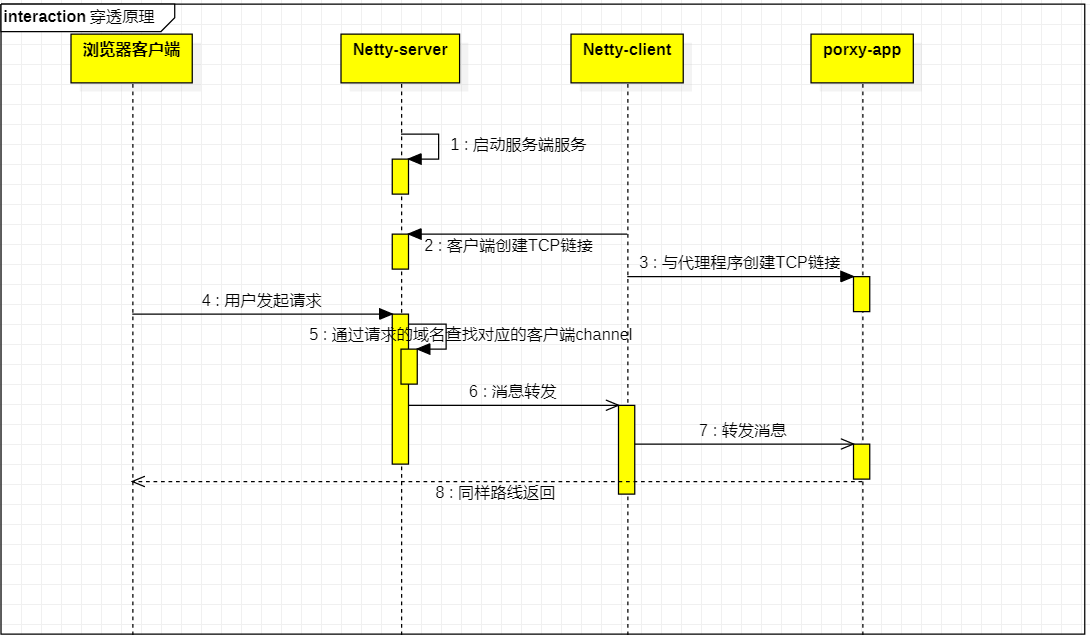 interaction 穿透原理
浏览器客户端
Netty-server
Netty-client
porxy-app
1 : 启动服务端服务
2 : 客户端创建TCP链接
3 : 与代理程序创建TCP链接
4 : 用户发起请求
5 : 通过请求的域名查找对应的客户端channel
6 : 消息转发
7 : 转发消息
8 : 同样路线返回